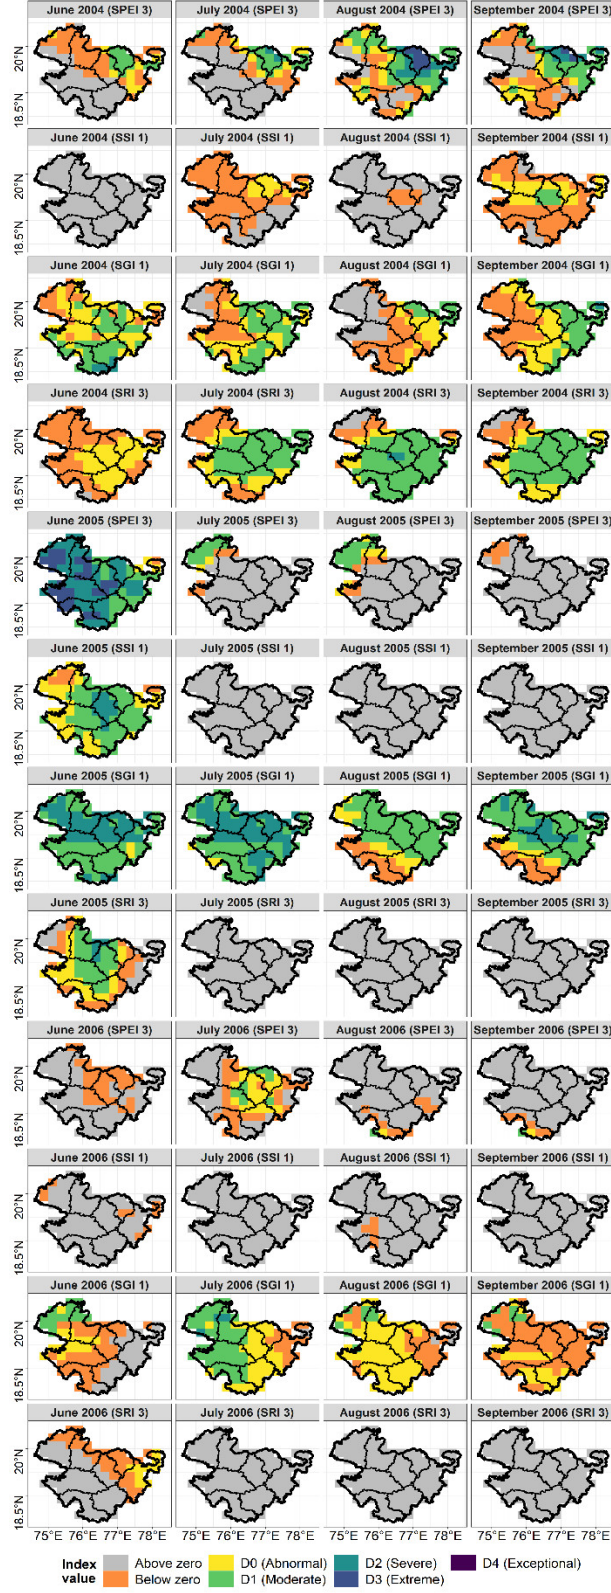 June 2004 (SPEI 3) July 2004 (SPEI 3) August 2004 (SPEI 3) September 2004 (SPEI 3)
20°N
18.5°N
June 2004 (SSI 1) July 2004 (SSI 1) August 2004 (SSI 1) September 2004 (SSI 1)
20°N
18.5°N
June 2004 (SGI 1) July 2004 (SGI 1) August 2004 (SGI 1) September 2004 (SGI 1)
20°N
18.5°N
June 2004 (SRI 3) July 2004 (SRI 3) August 2004 (SRI 3) September 2004 (SRI 3)
20°N
18.5°N
June 2005 (SPEI 3) July 2005 (SPEI 3) August 2005 (SPEI 3) September 2005 (SPEI 3)
20°N
18.5°N
June 2005 (SSI 1) July 2005 (SSI 1) August 2005 (SSI 1) September 2005 (SSI 1)
20°N
18.5°N
June 2005 (SGI 1) July 2005 (SGI 1) August 2005 (SGI 1) September 2005 (SGI 1)
20°N
18.5°N
June 2005 (SRI 3) July 2005 (SRI 3) August 2005 (SRI 3) September 2005 (SRI 3)
20°N
18.5°N
June 2006 (SPEI 3) July 2006 (SPEI 3) August 2006 (SPEI 3) September 2006 (SPEI 3)
20°N
18.5°N
June 2006 (SSI 1) July 2006 (SSI 1) August 2006 (SSI 1) September 2006 (SSI 1)
20°N
18.5°N
June 2006 (SGI 1) July 2006 (SGI 1) August 2006 (SGI 1) September 2006 (SGI 1)
20°N
18.5°N
June 2006 (SRI 3) July 2006 (SRI 3) August 2006 (SRI 3) September 2006 (SRI 3)
20°N
18.5°N
75°E 76°E 77°E 78°E 75°E 76°E 77°E 78°E 75°E 76°E 77°E 78°E 75°E 76°E 77°E 78°E
Index value
Above zero D0 (Abnormal) D2 (Severe) D4 (Exceptional)
Below zero D1 (Moderate) D3 (Extreme)